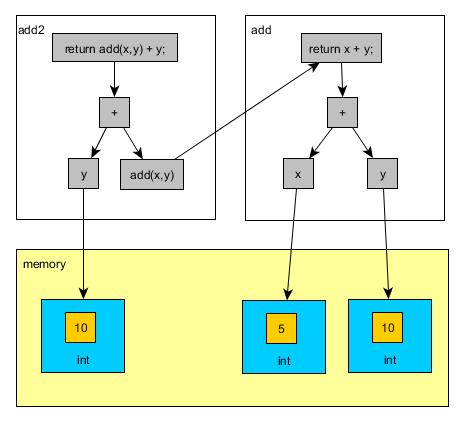 add2
return add(x,y) + y;
+
y
add(x,y)
add
return x + y;
+
x
y
memory
10
int
5
int
10
int